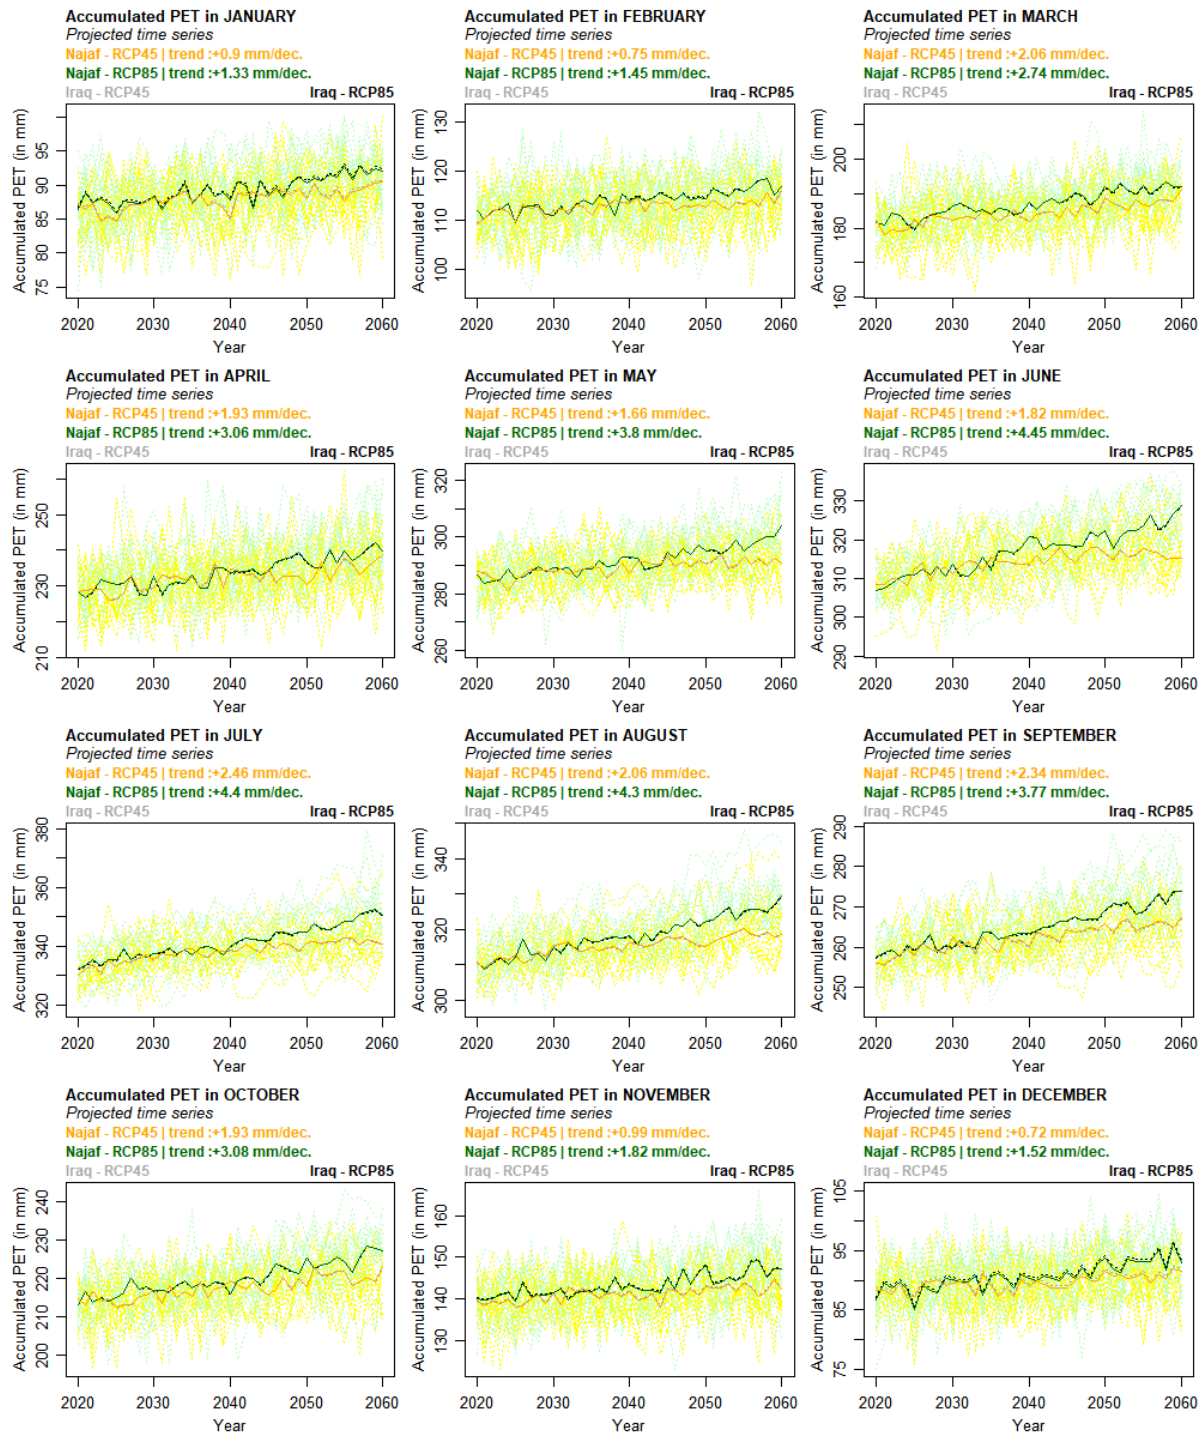 Accumulated PET in JANUARY
Projected time series
Najaf - RCP45 | trend :+0.9 mm/dec.
Najaf - RCP85 | trend :+1.33 mm/dec.
Iraq - RCP45 Iraq - RCP85
Accumulated PET (in mm)
75 80 85 90 95
2020 2030 2040 2050 2060
Year
Accumulated PET in FEBRUARY
Projected time series
Najaf - RCP45 | trend :+0.75 mm/dec.
Najaf - RCP85 | trend :+1.45 mm/dec.
Iraq - RCP45 Iraq - RCP85
Accumulated PET (in mm)
100 110 120 130
2020 2030 2040 2050 2060
Year
Accumulated PET in MARCH
Projected time series
Najaf - RCP45 | trend :+2.06 mm/dec.
Najaf - RCP85 | trend :+2.74 mm/dec.
Iraq - RCP45 Iraq - RCP85
Accumulated PET (in mm)
160 180 200
2020 2030 2040 2050 2060
Year
Accumulated PET in APRIL
Projected time series
Najaf - RCP45 | trend :+1.93 mm/dec.
Najaf - RCP85 | trend :+3.06 mm/dec.
Iraq - RCP45 Iraq - RCP85
Accumulated PET (in mm)
210 230 250
2020 2030 2040 2050 2060
Year
Accumulated PET in MAY
Projected time series
Najaf - RCP45 | trend :+1.66 mm/dec.
Najaf - RCP85 | trend :+3.8 mm/dec.
Iraq - RCP45 Iraq - RCP85
Accumulated PET (in mm)
260 280 300 320
2020 2030 2040 2050 2060
Year
Accumulated PET in JUNE
Projected time series
Najaf - RCP45 | trend :+1.82 mm/dec.
Najaf - RCP85 | trend :+4.45 mm/dec.
Iraq - RCP45 Iraq - RCP85
Accumulated PET (in mm)
290 300 310 320 330
2020 2030 2040 2050 2060
Year
Accumulated PET in JULY
Projected time series
Najaf - RCP45 | trend :+2.46 mm/dec.
Najaf - RCP85 | trend :+4.4 mm/dec.
Iraq - RCP45 Iraq - RCP85
Accumulated PET (in mm)
320 340 360 380
2020 2030 2040 2050 2060
Year
Accumulated PET in AUGUST
Projected time series
Najaf - RCP45 | trend :+2.06 mm/dec.
Najaf - RCP85 | trend :+4.3 mm/dec.
Iraq - RCP45 Iraq - RCP85
Accumulated PET (in mm)
300 320 340
2020 2030 2040 2050 2060
Year
Accumulated PET in SEPTEMBER
Projected time series
Najaf - RCP45 | trend :+2.34 mm/dec.
Najaf - RCP85 | trend :+3.77 mm/dec.
Iraq - RCP45 Iraq - RCP85
Accumulated PET (in mm)
250 260 270 280 290
2020 2030 2040 2050 2060
Year
Accumulated PET in OCTOBER
Projected time series
Najaf - RCP45 | trend :+1.93 mm/dec.
Najaf - RCP85 | trend :+3.08 mm/dec.
Iraq - RCP45 Iraq - RCP85
Accumulated PET (in mm)
200 210 220 230 240
2020 2030 2040 2050 2060
Year
Accumulated PET in NOVEMBER
Projected time series
Najaf - RCP45 | trend :+0.99 mm/dec.
Najaf - RCP85 | trend :+1.82 mm/dec.
Iraq - RCP45 Iraq - RCP85
Accumulated PET (in mm)
130 140 150 160
2020 2030 2040 2050 2060
Year
Accumulated PET in DECEMBER
Projected time series
Najaf - RCP45 | trend :+0.72 mm/dec.
Najaf - RCP85 | trend :+1.52 mm/dec.
Iraq - RCP45 Iraq - RCP85
Accumulated PET (in mm)
75 85 95 105
2020 2030 2040 2050 2060
Year